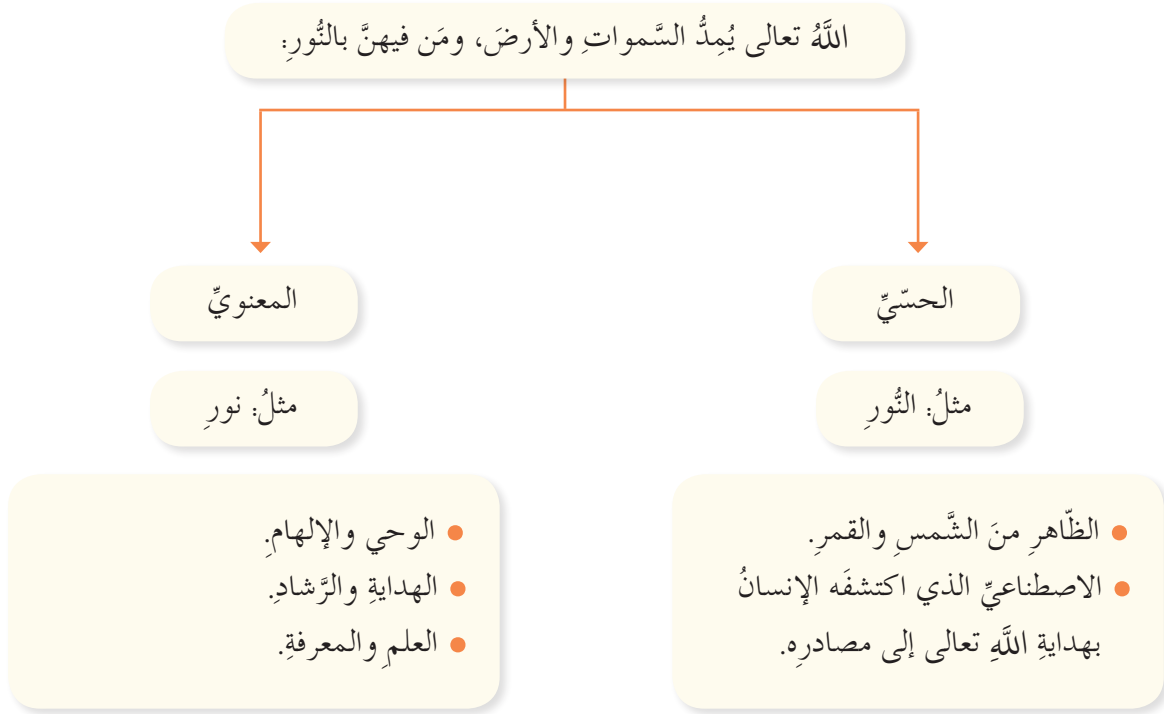 اللَّهُ تعالى يُمِدُّ السَّمواتِ والأرضَ، ومَن فيهنَّ بالنُّورِ:
الحسّيِّ
مثلُ: النُّورِ
• الظّاهرِ منَ الشَّمسِ والقمرِ.
• الاصطناعيِّ الذي اكتشفَه الإنسانُ
بهدايةِ اللَّهِ تعالى إلى مصادرِه.
المعنويِّ
مثلُ: نورِ
• الوحي والإلهامِ.
• الهدايةِ والرَّشادِ.
• العلمِ والمعرفةِ.